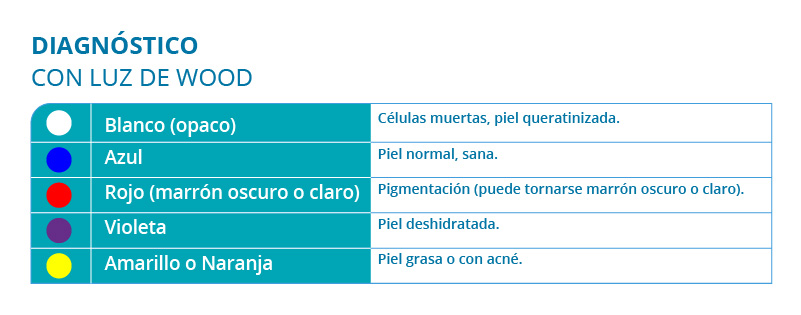 DIAGNÓSTICO
CON LUZ DE WOOD
Blanco (opaco)
Células muertas, piel queratinizada.
Azul
Piel normal, sana.
Rojo (marrón oscuro o claro)
Pigmentación (puede tornarse marrón oscuro o claro).
Violeta
Piel deshidratada.
Amarillo o Naranja
Piel grasa o con acné.